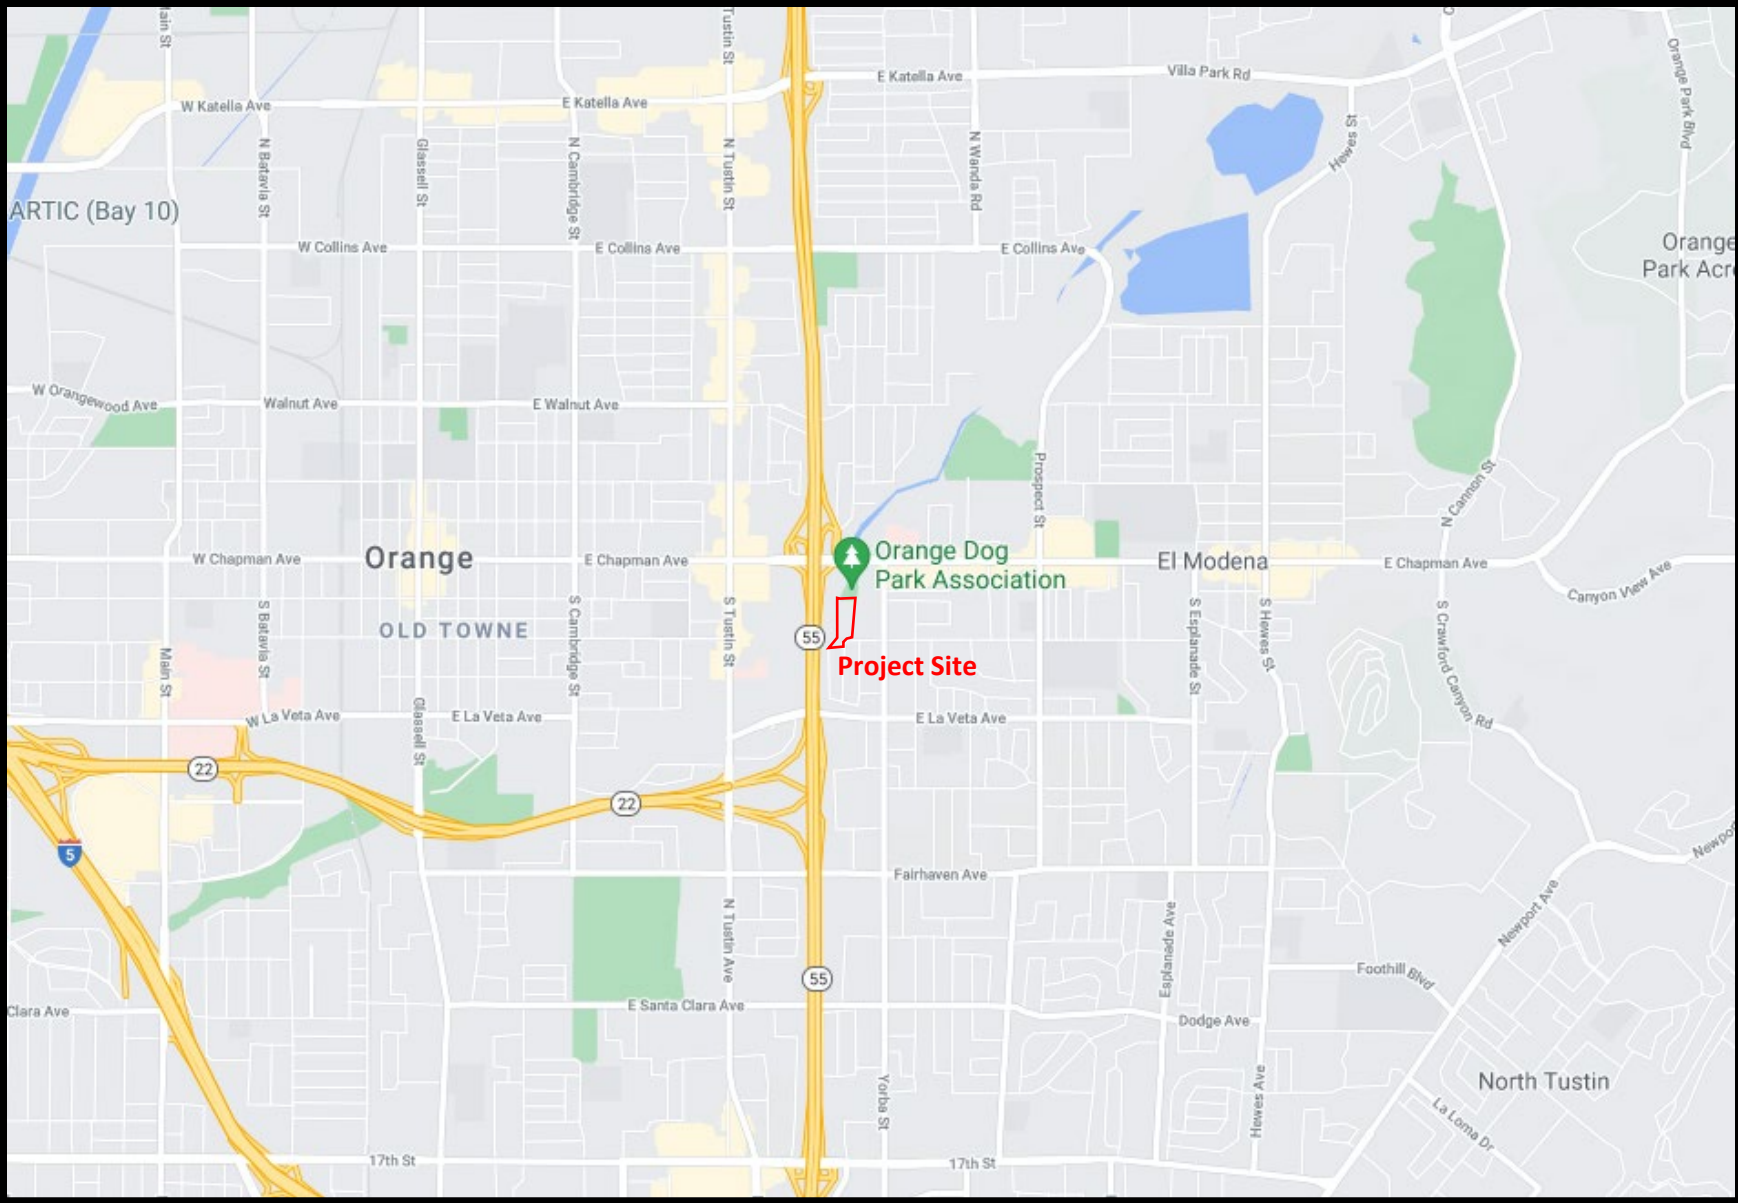 Main St
Tustin St
E Katella Ave
Villa Park Rd
Orange Park Blvd
W Katella Ave
E Katella Ave
N Batavia St
Glassell St
N Cambridge St
N Tustin St
N Wanda Rd
Hewes St
ARTIC (Bay 10)
W Collins Ave
E Collins Ave
E Collins Ave
Orange
Park Acr
W Orangewood Ave
Walnut Ave
E Walnut Ave
Prospect St
N Cannon St
W Chapman Ave
Orange
E Chapman Ave
Orange Dog
Park Association
El Modena
E Chapman Ave
Canyon View Ave
S Batavia St
OLD TOWNE
S Cambridge St
S Tustin St
55
S Esplanade St
S Hewes St
S Crawford Canyon Rd
Main St
Project Site
W La Veta Ave
Glassell St
E La Veta Ave
E La Veta Ave
22
22
5
Newpo
Fairhaven Ave
N Tustin Ave
Esplanade Ave
Newport Ave
55
Foothill Blvd
Clara Ave
E Santa Clara Ave
Dodge Ave
Yorba St
Hewes Ave
North Tustin
La Loma Dr
17th St
17th St